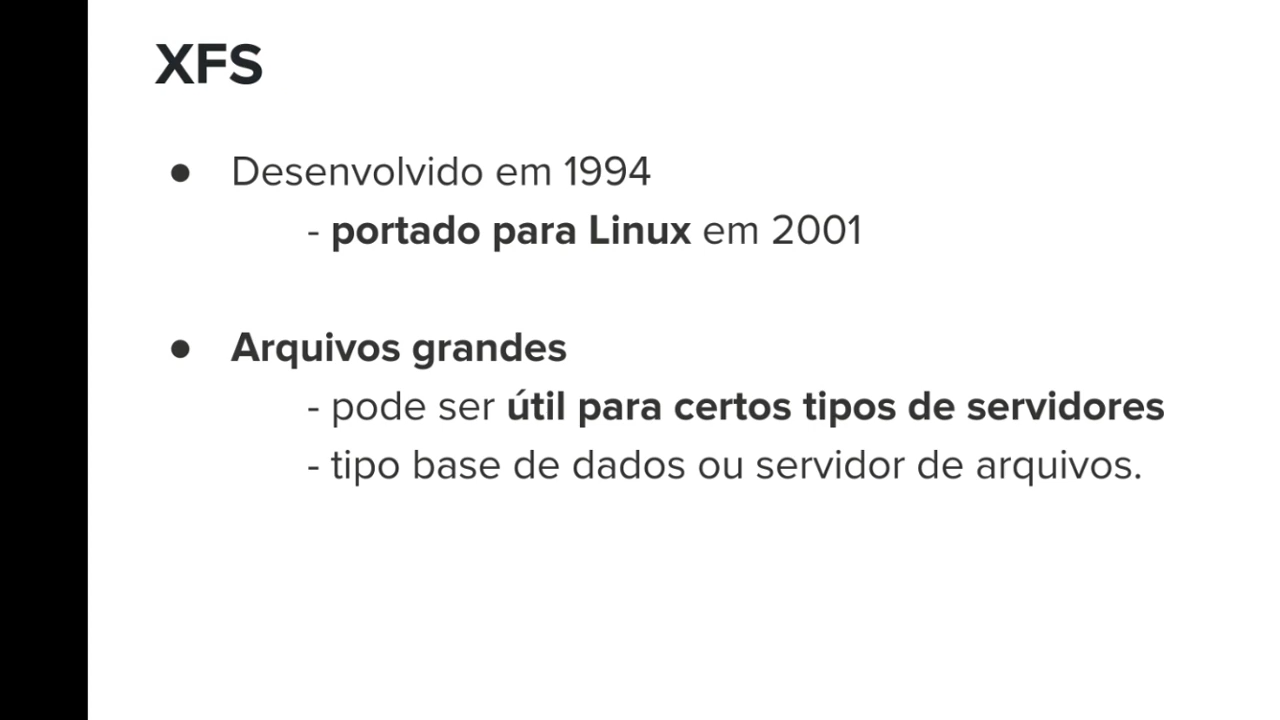 XFS
● Desenvolvido em 1994
- portado para Linux em 2001
● Arquivos grandes
- pode ser útil para certos tipos de servidores
- tipo base de dados ou servidor de arquivos.